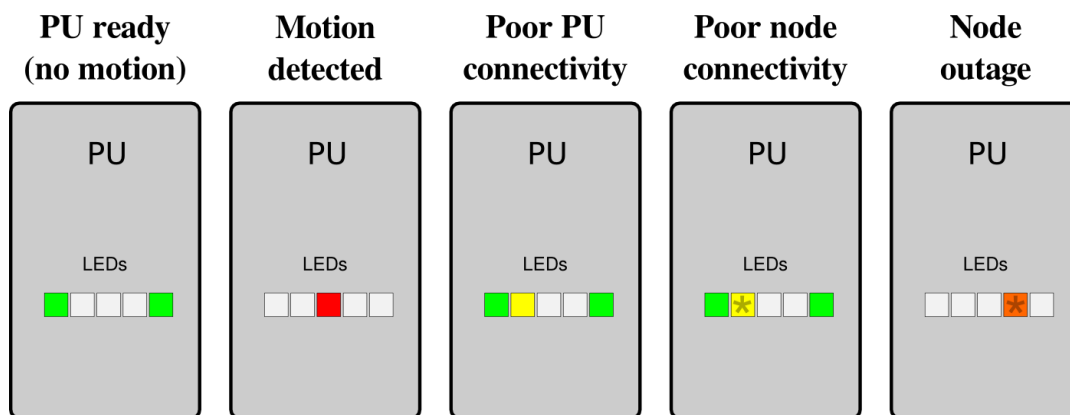 PU ready
(no motion)
Motion
detected
Poor PU
connectivity
Poor node
connectivity
Node
outage
PU
PU
PU
PU
PU
LEDs
LEDs
LEDs
LEDs
LEDs
*
*